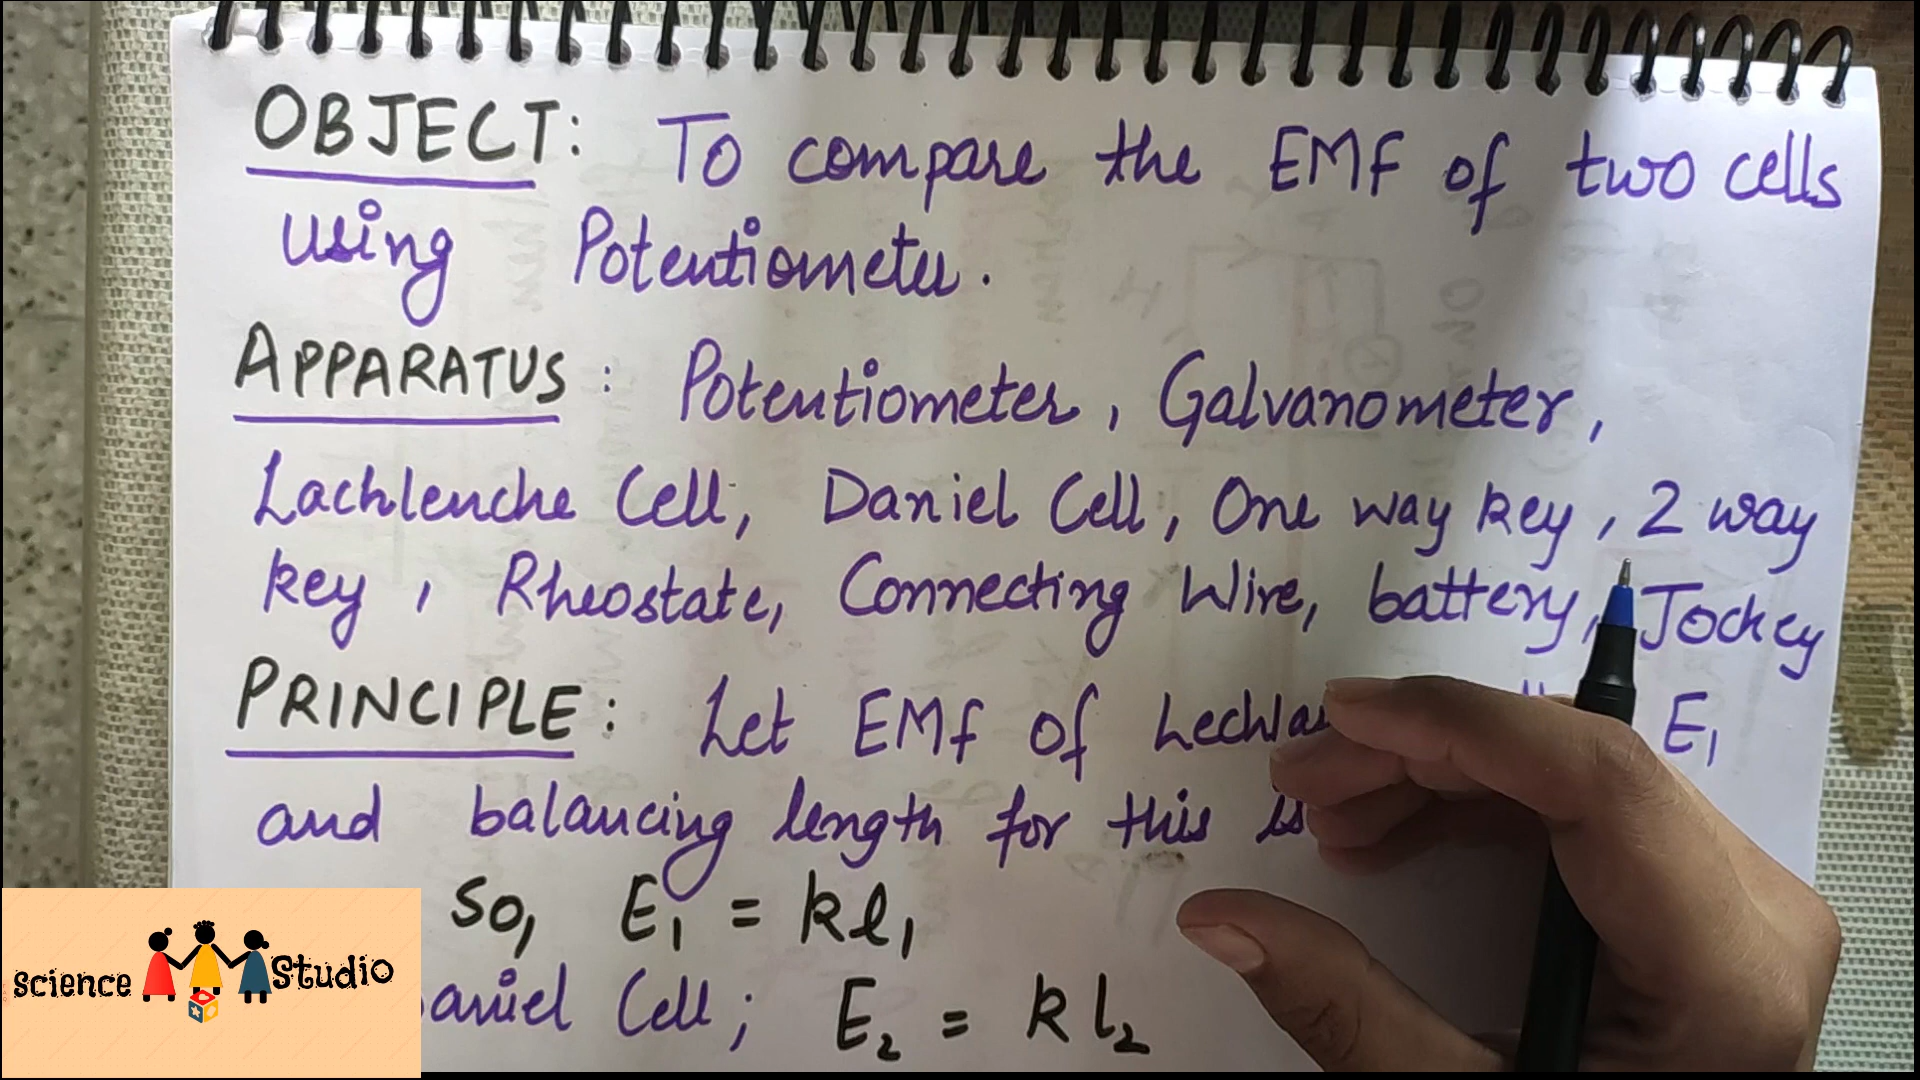 OBJECT: To compare the EMF of two cells
using Potentiometer.
APPARATUS: Potentiometer, Galvanometer,
Lachlenche Cell, Daniel Cell, One way key, 2 way
key, Rheostate, Connecting Wire, battery, Jockey
PRINCIPLE: Let EMF of E₁
and balancing length for this is
So, E₁ = kl₁
Cell; E₂ = kl₂
Science Studio